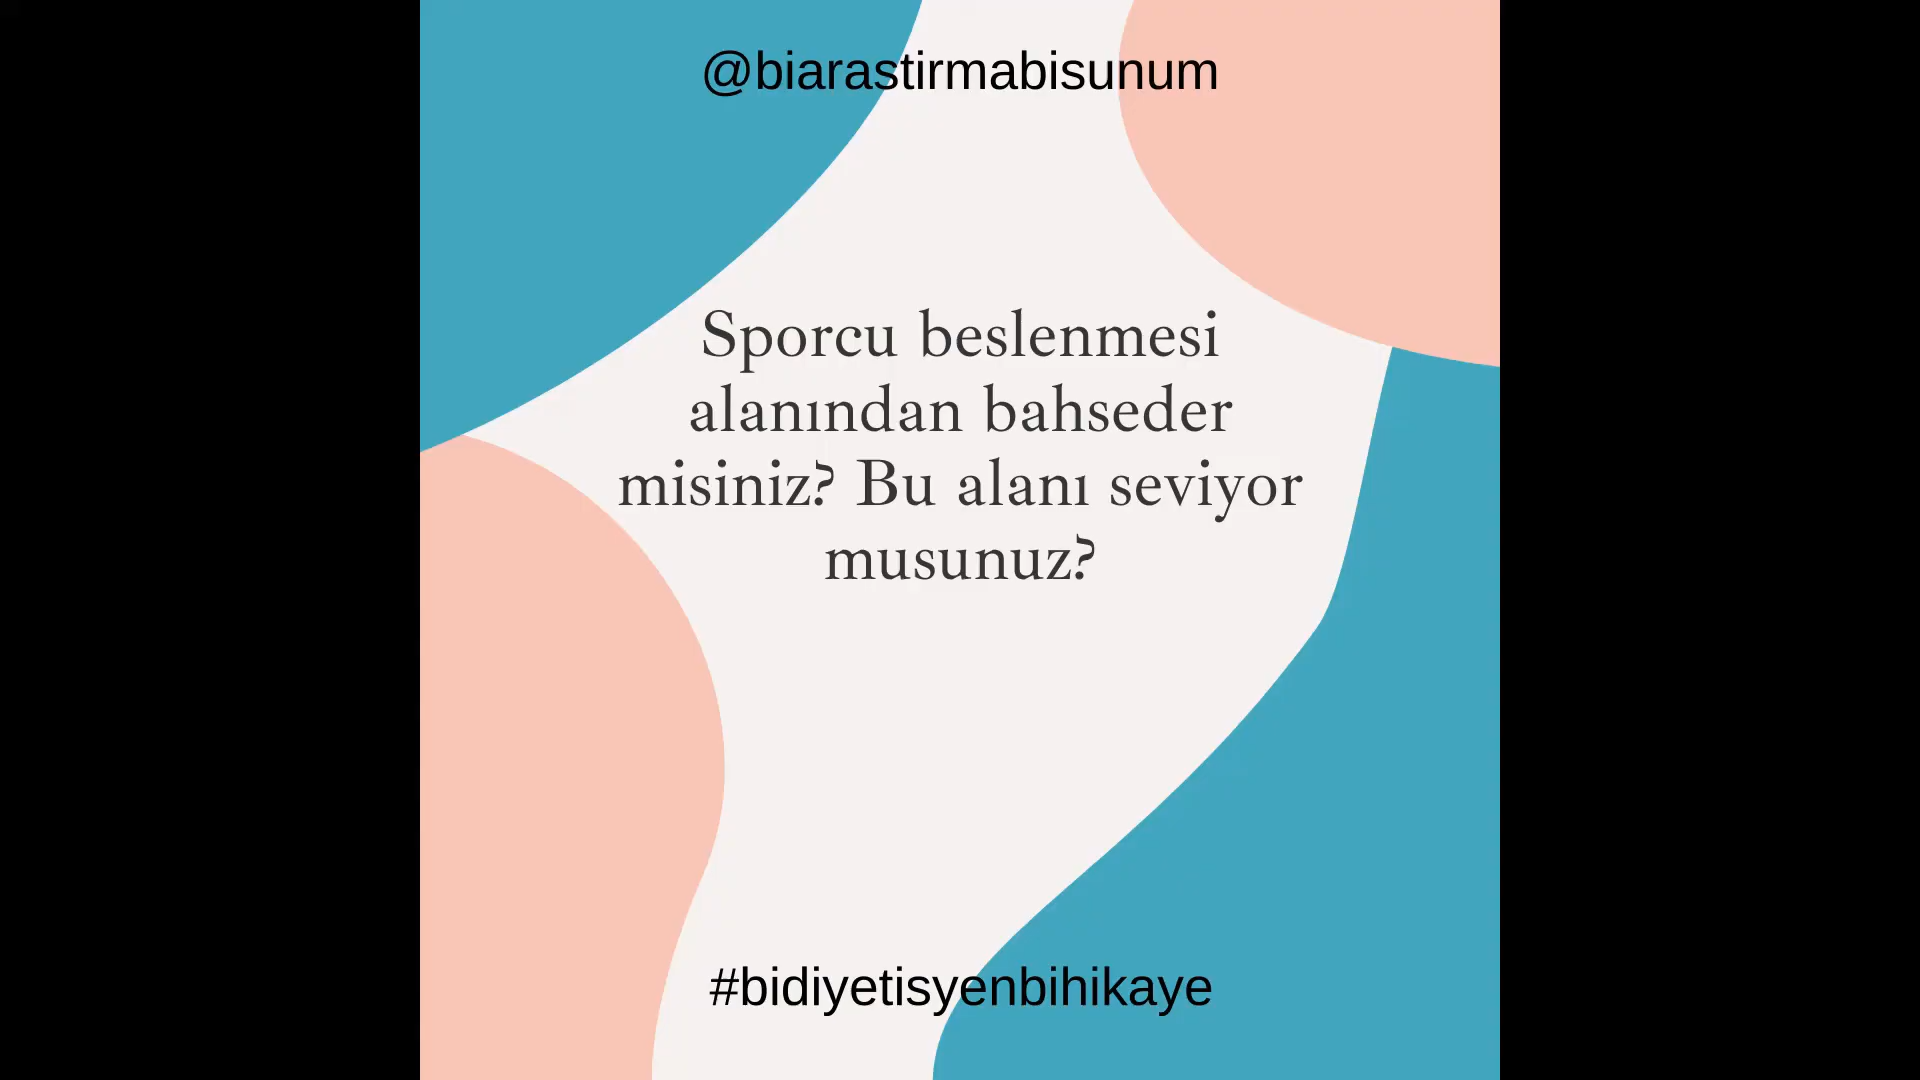 @biarastirmabisunum
Sporcu beslenmesi
alanından bahseder
misiniz? Bu alanı seviyor
musunuz?
#bidiyetisyenbihikaye